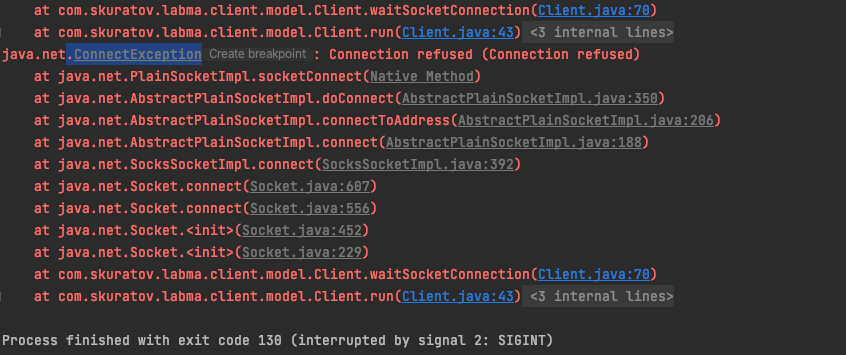 at com.skuratov.labma.client.model.Client.waitSocketConnection(Client.java:70)
at com.skuratov.labma.client.model.Client.run(Client.java:43) <3 internal lines>
java.net.ConnectException Create breakpoint : Connection refused (Connection refused)
at java.net.PlainSocketImpl.socketConnect(Native Method)
at java.net.AbstractPlainSocketImpl.doConnect(AbstractPlainSocketImpl.java:350)
at java.net.AbstractPlainSocketImpl.connectToAddress(AbstractPlainSocketImpl.java:206)
at java.net.AbstractPlainSocketImpl.connect(AbstractPlainSocketImpl.java:188)
at java.net.SocksSocketImpl.connect(SocksSocketImpl.java:392)
at java.net.Socket.connect(Socket.java:607)
at java.net.Socket.connect(Socket.java:556)
at java.net.Socket.<init>(Socket.java:452)
at java.net.Socket.<init>(Socket.java:229)
at com.skuratov.labma.client.model.Client.waitSocketConnection(Client.java:70)
at com.skuratov.labma.client.model.Client.run(Client.java:43) <3 internal lines>
Process finished with exit code 130 (interrupted by signal 2: SIGINT)